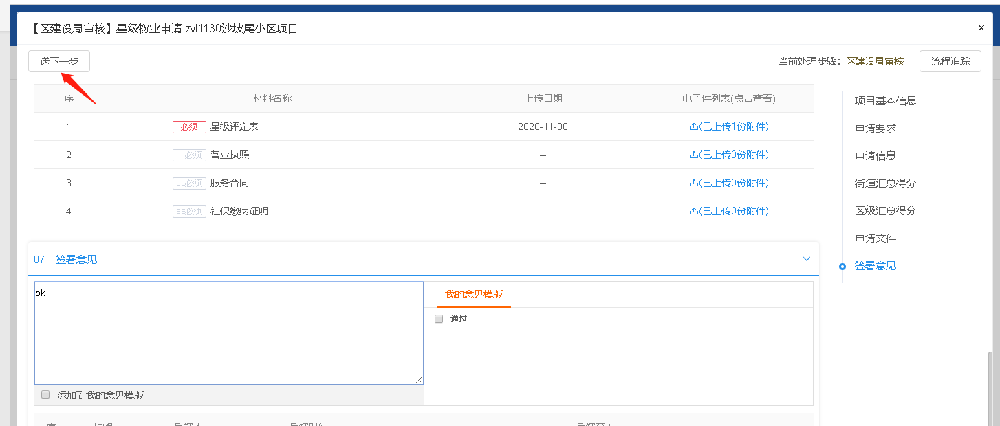 【区建设局审核】星级物业申请-zyl1130沙坡尾小区项目
×
送下一步
当前处理步骤：区建设局审核
流程追踪
序 材料名称 上传日期 电子件列表(点击查看)
1 必须 星级评定表 2020-11-30 (已上传1份附件)
2 非必须 营业执照 -- (已上传0份附件)
3 非必须 服务合同 -- (已上传0份附件)
4 非必须 社保缴纳证明 -- (已上传0份附件)
07 签署意见
ok
我的意见模版
通过
添加到我的意见模版
项目基本信息
申请要求
申请信息
街道汇总得分
区级汇总得分
申请文件
签署意见